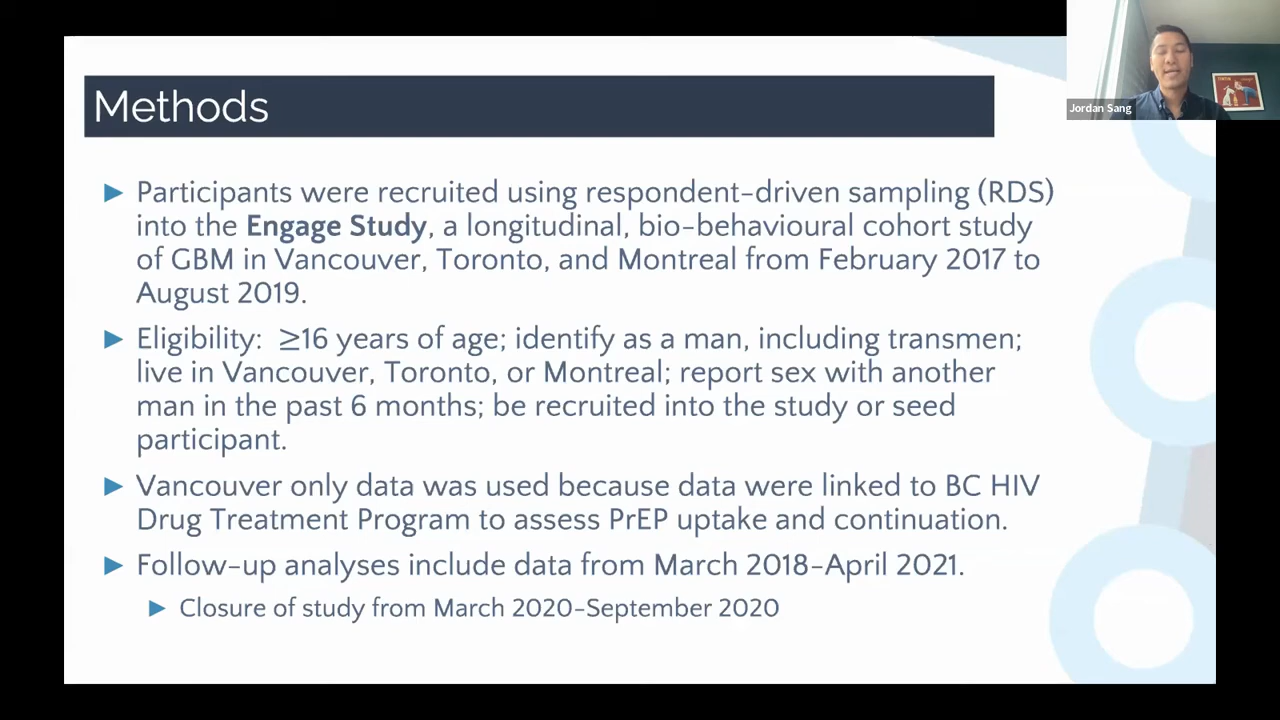 Methods
Participants were recruited using respondent-driven sampling (RDS)
into the Engage Study, a longitudinal, bio-behavioural cohort study
of GBM in Vancouver, Toronto, and Montreal from February 2017 to
August 2019.
Eligibility: ≥16 years of age; identify as a man, including transmen;
live in Vancouver, Toronto, or Montreal; report sex with another
man in the past 6 months; be recruited into the study or seed
participant.
Vancouver only data was used because data were linked to BC HIV
Drug Treatment Program to assess PrEP uptake and continuation.
Follow-up analyses include data from March 2018-April 2021.
Closure of study from March 2020-September 2020
Jordan Sang